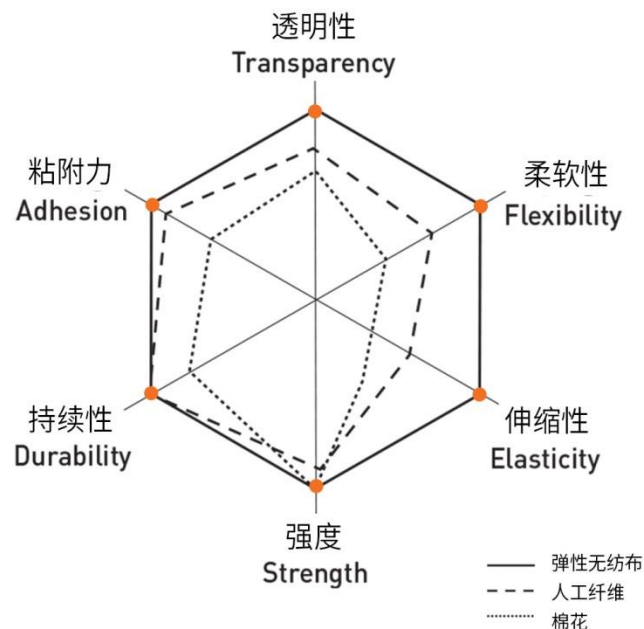 透明性
Transparency
粘附力
Adhesion
柔软性
Flexibility
持续性
Durability
伸缩性
Elasticity
强度
Strength
弹性无纺布
人工纤维
棉花